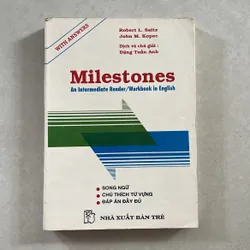 WITH ANSWERS
Robert L. Saitz
John M. Kopec
Dịch và chú giải :
Đặng Tuấn Anh
Milestones
An Intermediate Reader/Workbook in English
SONG NGỮ
CHÚ THÍCH TỪ VỰNG
ĐÁP ÁN ĐẦY ĐỦ
NHÀ XUẤT BẢN TRẺ